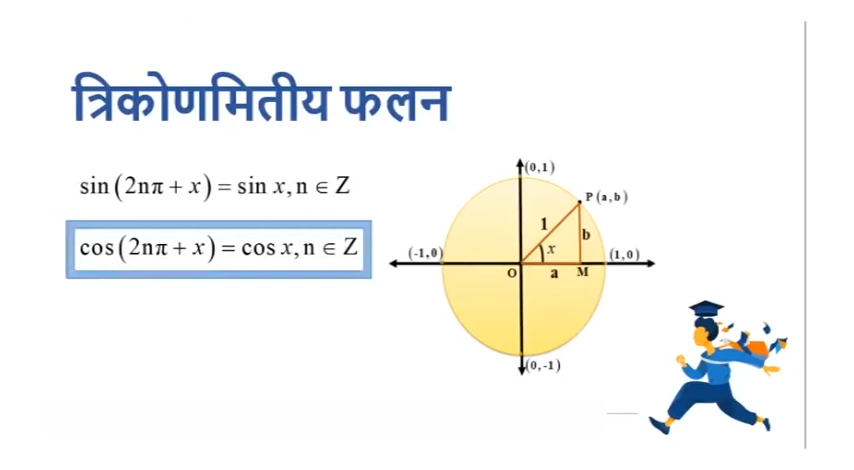 त्रिकोणमितीय फलन
sin(2nπ + x) = sin x, n ∈ Z
cos(2nπ + x) = cos x, n ∈ Z
(0,1)
P (a,b)
1
b
x
(-1,0)
(1,0)
O
a
M
(0,-1)